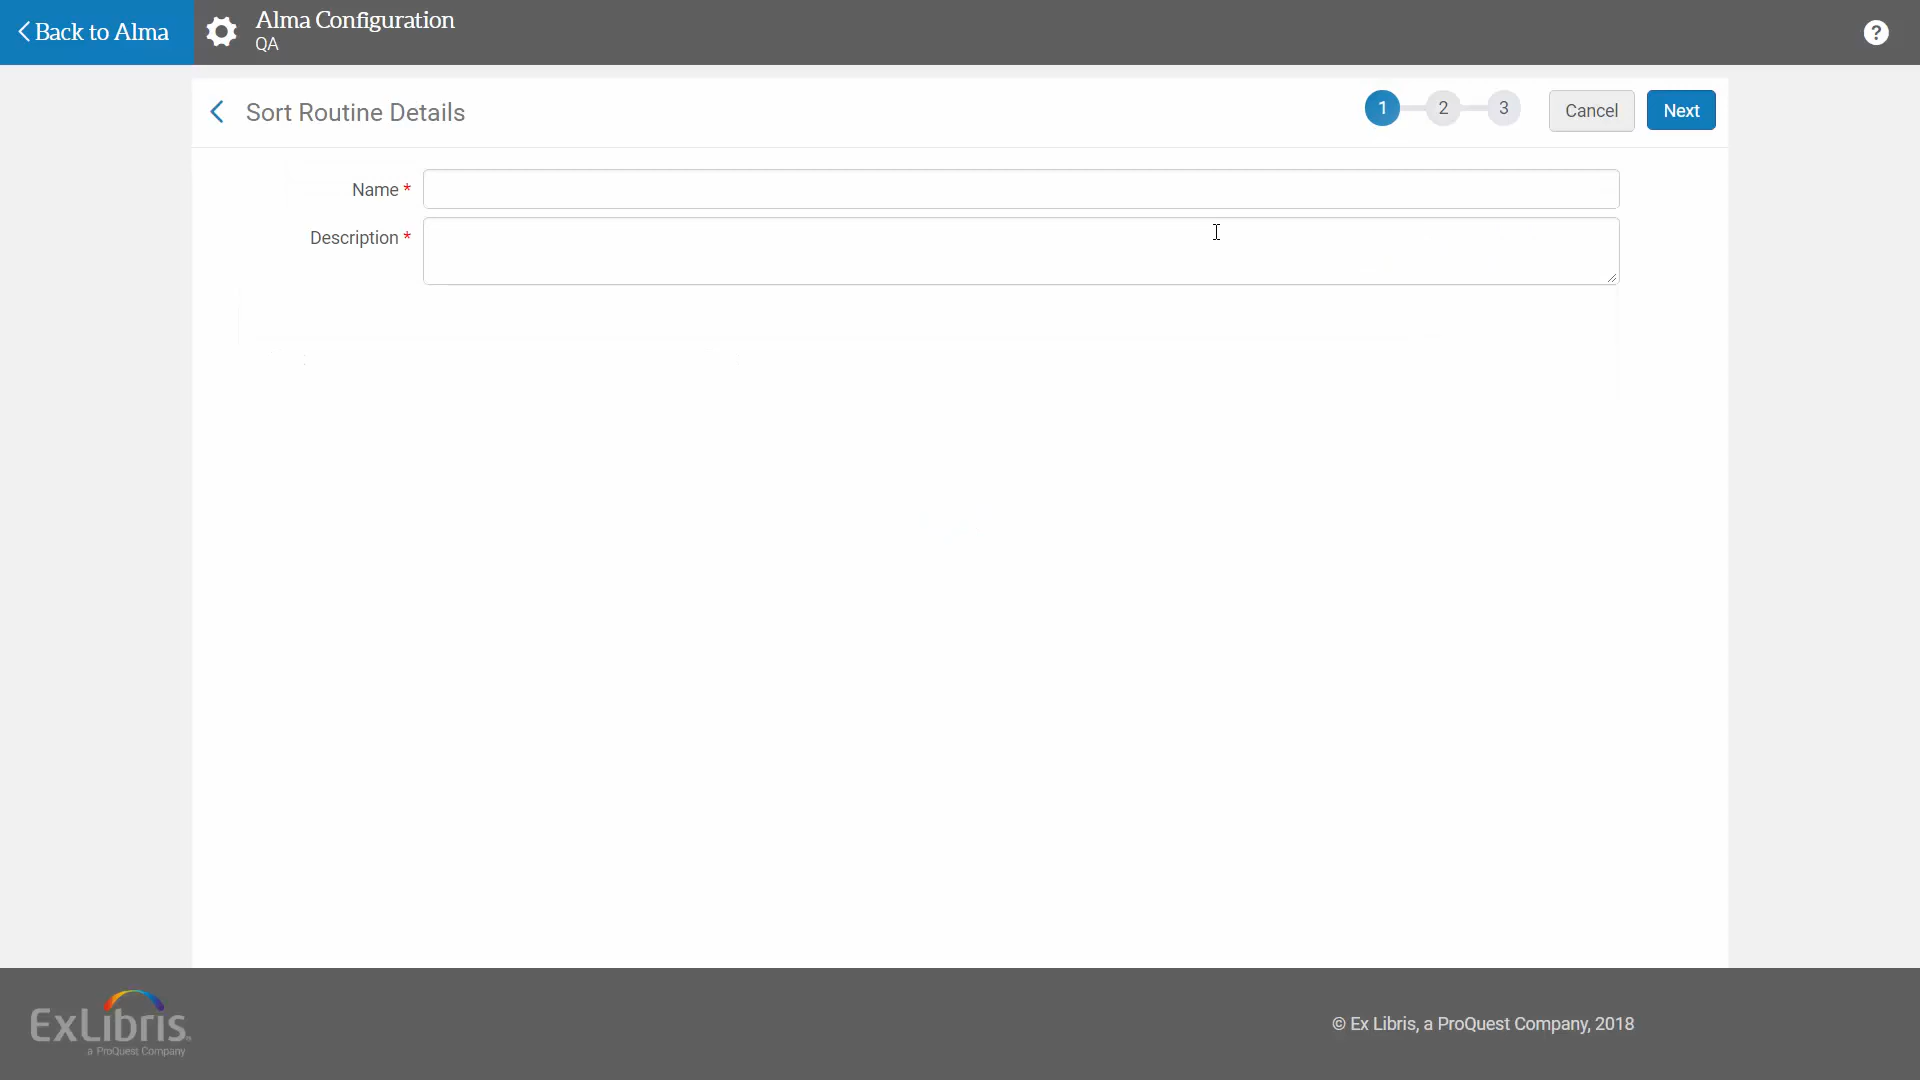 Back to Alma
Alma Configuration
QA
?
Sort Routine Details
1 2 3
Cancel
Next
Name *
Description *
ExLibris
a ProQuest Company
© Ex Libris, a ProQuest Company, 2018